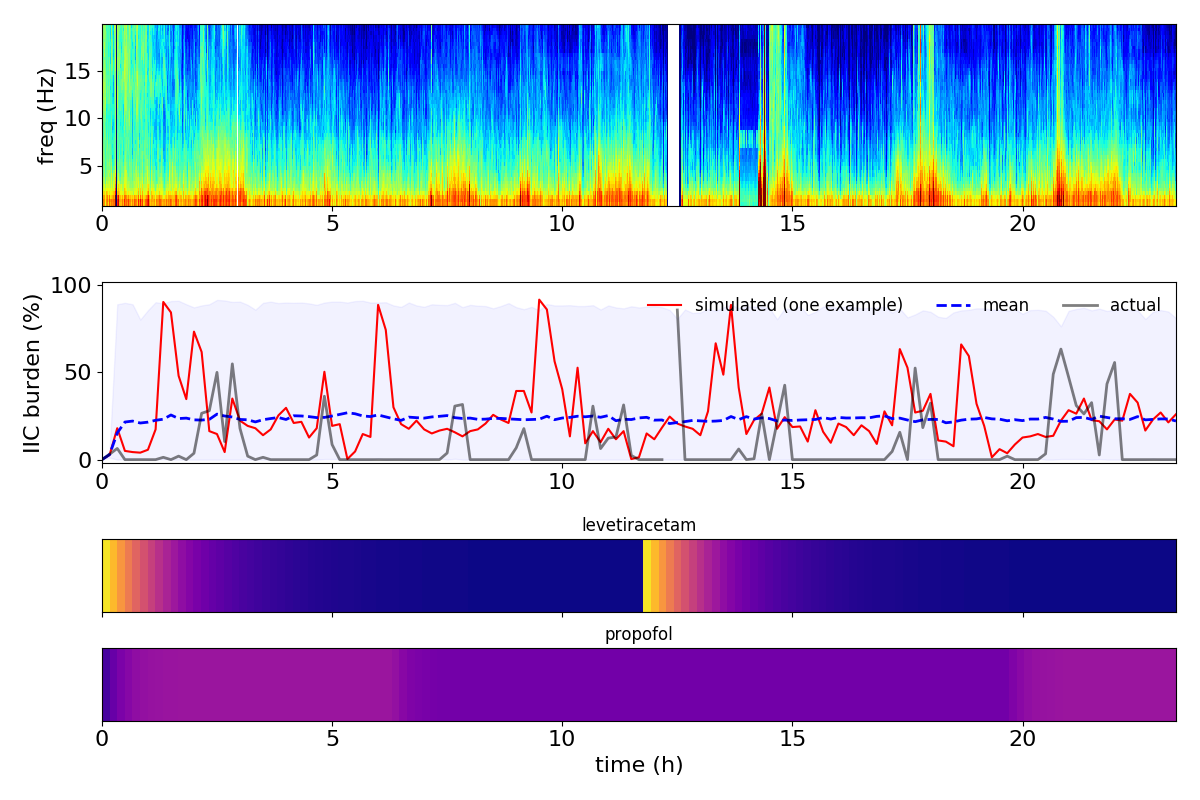 freq (Hz)
15
10
5
0 5 10 15 20
IIC burden (%)
100
50
0
simulated (one example) mean actual
0 5 10 15 20
levetiracetam
propofol
0 5 10 15 20
time (h)